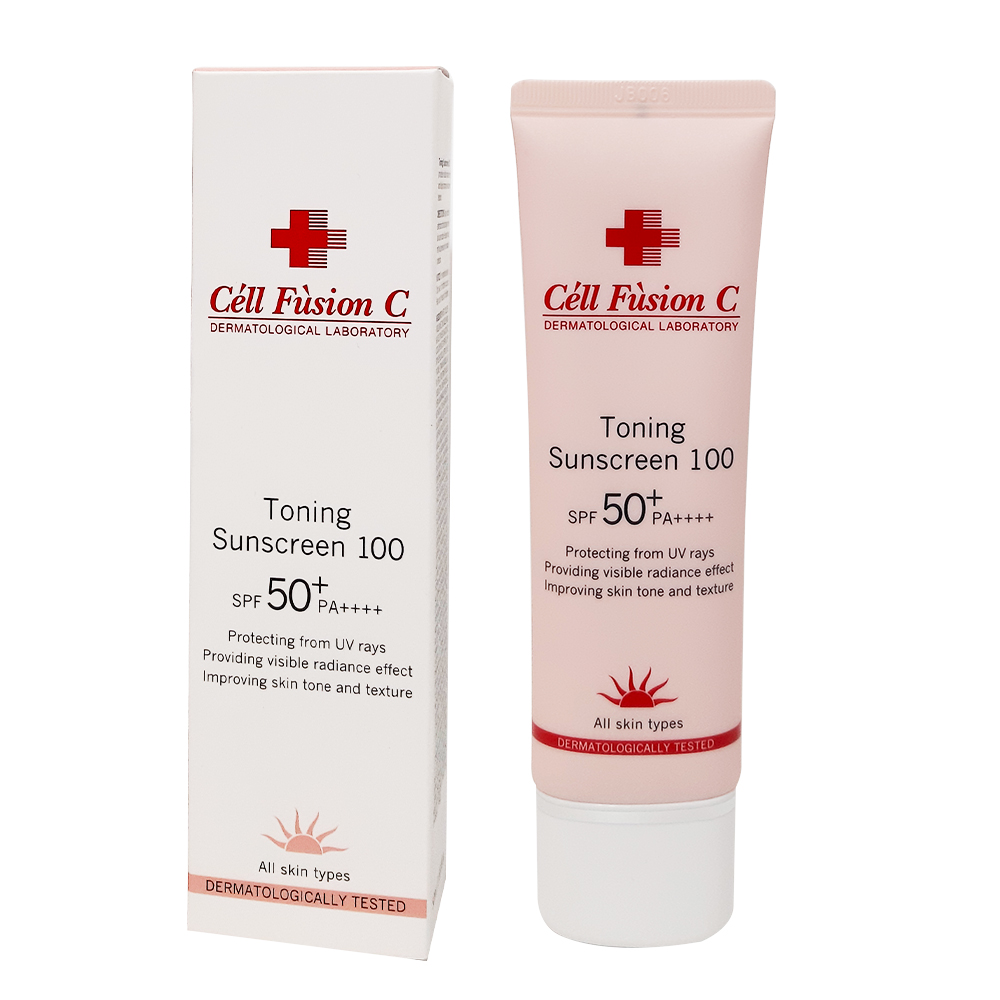 Céll Fùsion C
DERMATOLOGICAL LABORATORY
Toning
Sunscreen 100
SPF 50+ PA++++
Protecting from UV rays
Providing visible radiance effect
Improving skin tone and texture
All skin types
DERMATOLOGICALLY TESTED
JB006
Céll Fùsion C
DERMATOLOGICAL LABORATORY
Toning
Sunscreen 100
SPF 50+ PA++++
Protecting from UV rays
Providing visible radiance effect
Improving skin tone and texture
All skin types
DERMATOLOGICALLY TESTED